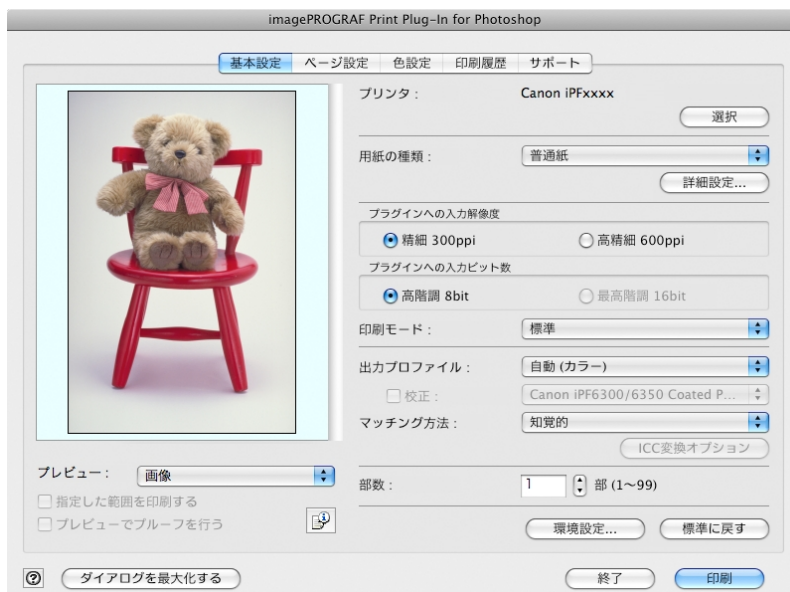 imagePROGRAF Print Plug-In for Photoshop
基本設定 ページ設定 色設定 印刷履歴 サポート
プリンタ： Canon iPFxxxx
選択
用紙の種類： 普通紙
詳細設定...
プラグインへの入力解像度
精細 300ppi 高精細 600ppi
プラグインへの入力ビット数
高階調 8bit 最高階調 16bit
印刷モード： 標準
出力プロファイル： 自動 (カラー)
校正： Canon iPF6300/6350 Coated P...
マッチング方法： 知覚的
ICC変換オプション
プレビュー： 画像
指定した範囲を印刷する
プレビューでプルーフを行う
部数： 1 部 (1〜99)
環境設定... 標準に戻す
? ダイアログを最大化する 終了 印刷